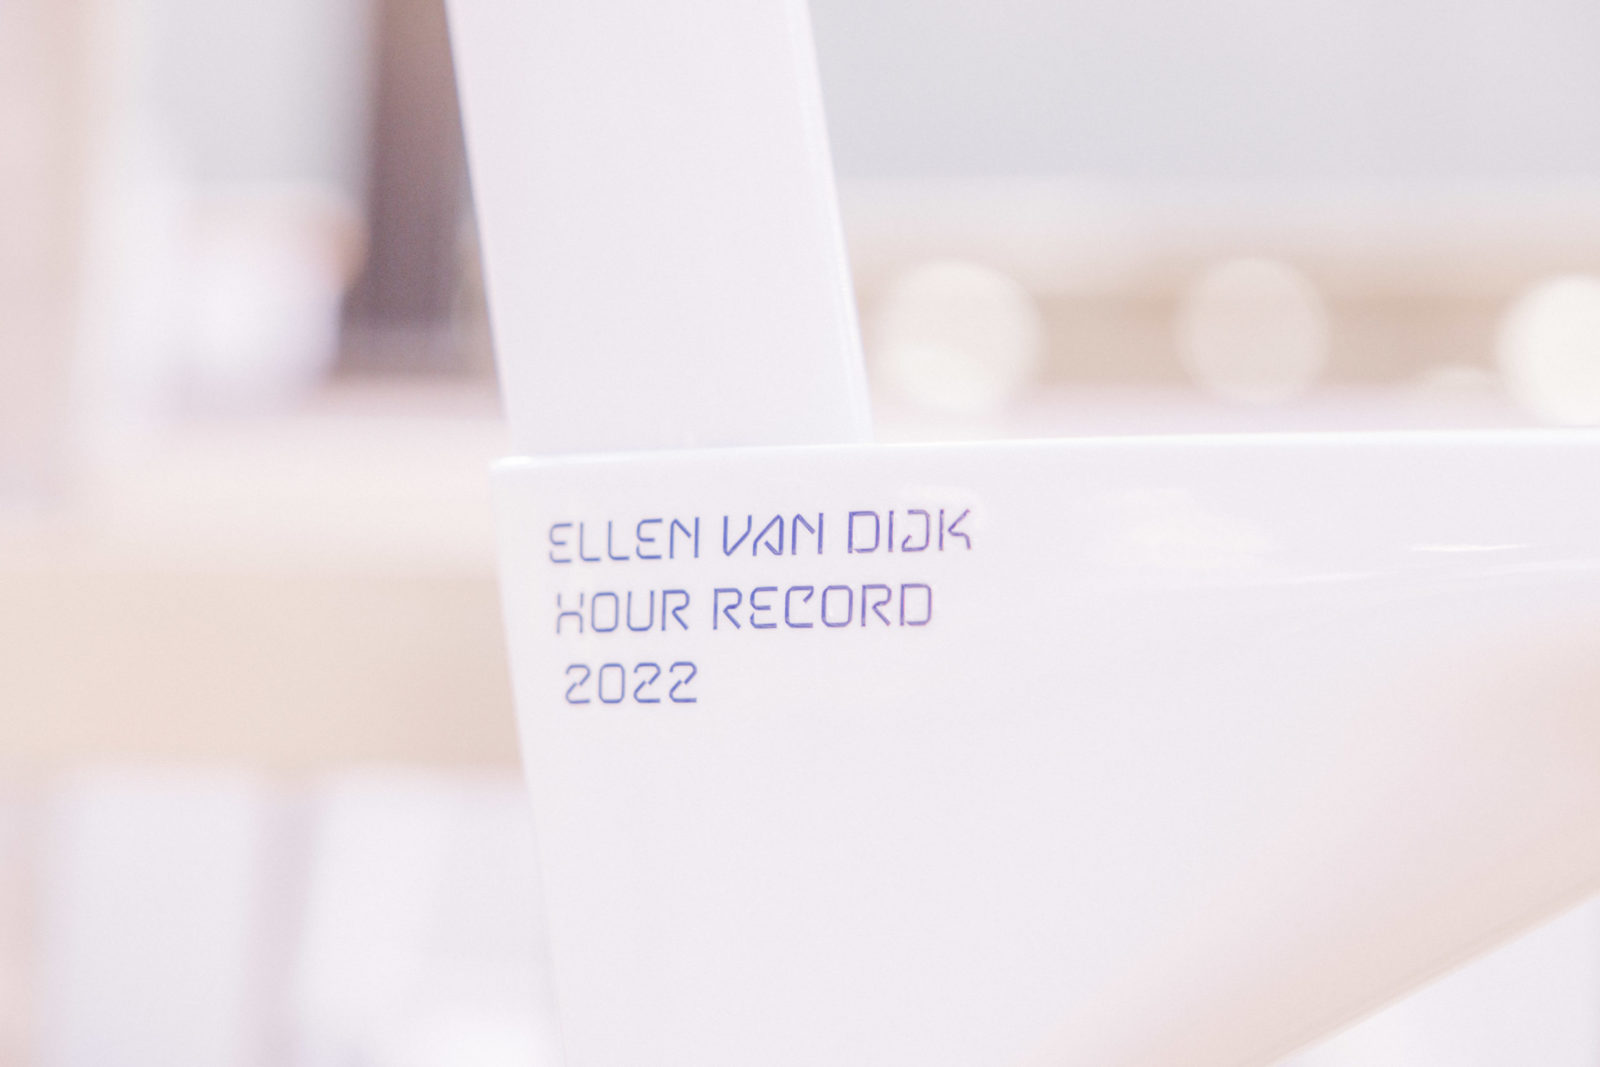 ELLEN VAN DIJK
HOUR RECORD
2022